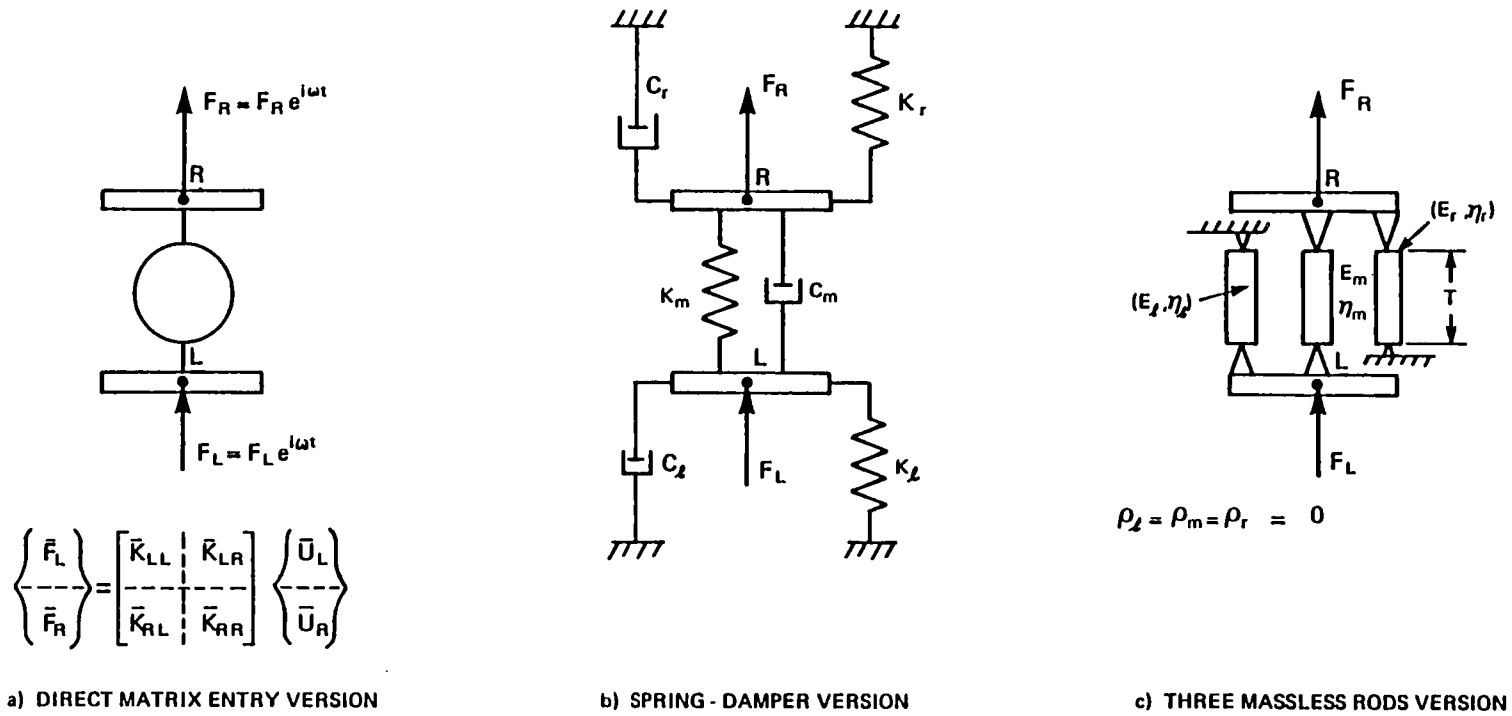 F_R = F_R e^{iωt}
R
L
F_L = F_L e^{iωt}
{F̄_L / F̄_R} = [K̄_LL K̄_LR / K̄_RL K̄_RR] {Ū_L / Ū_R}
a) DIRECT MATRIX ENTRY VERSION
C_r
F_R
K_r
R
K_m
C_m
L
C_ℓ
F_L
K_ℓ
b) SPRING - DAMPER VERSION
F_R
R
(E_r, η_r)
E_m
η_m
(E_ℓ, η_ℓ)
T
L
F_L
ρ_ℓ = ρ_m = ρ_r = 0
c) THREE MASSLESS RODS VERSION